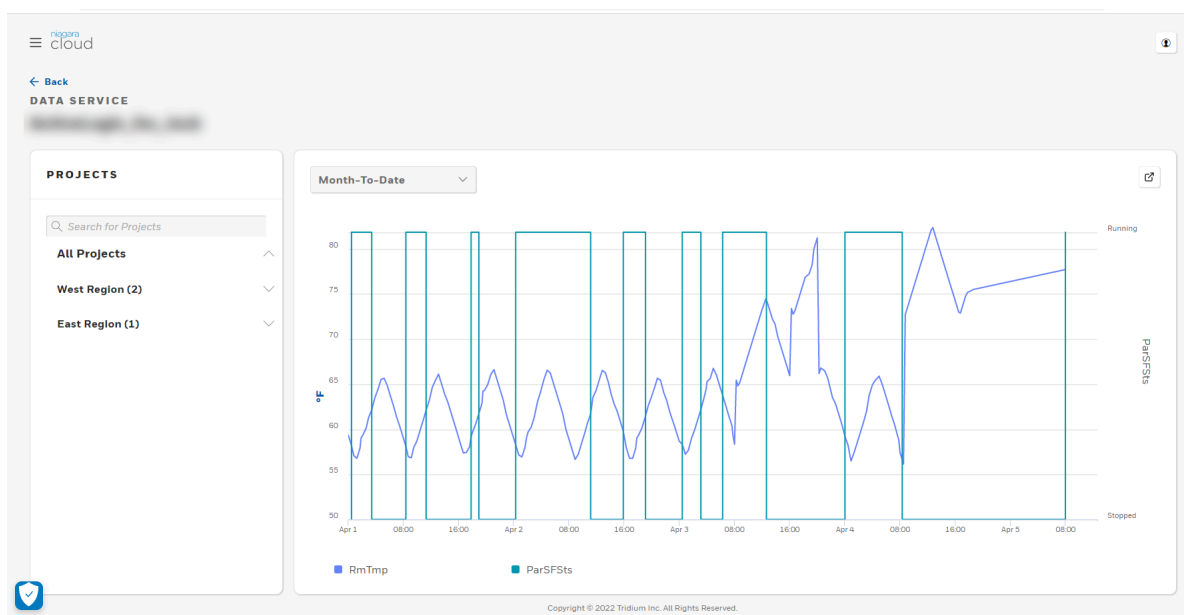 niagara
cloud
Back
DATA SERVICE
PROJECTS
Search for Projects
All Projects
West Region (2)
East Region (1)
Month-To-Date
80
75
70
65
60
55
50
°F
Running
Stopped
ParSFSts
Apr 1 08:00 16:00 Apr 2 08:00 16:00 Apr 3 08:00 16:00 Apr 4 08:00 16:00 Apr 5 08:00
RmTmp ParSFSts
Copyright © 2022 Tridium Inc. All Rights Reserved.